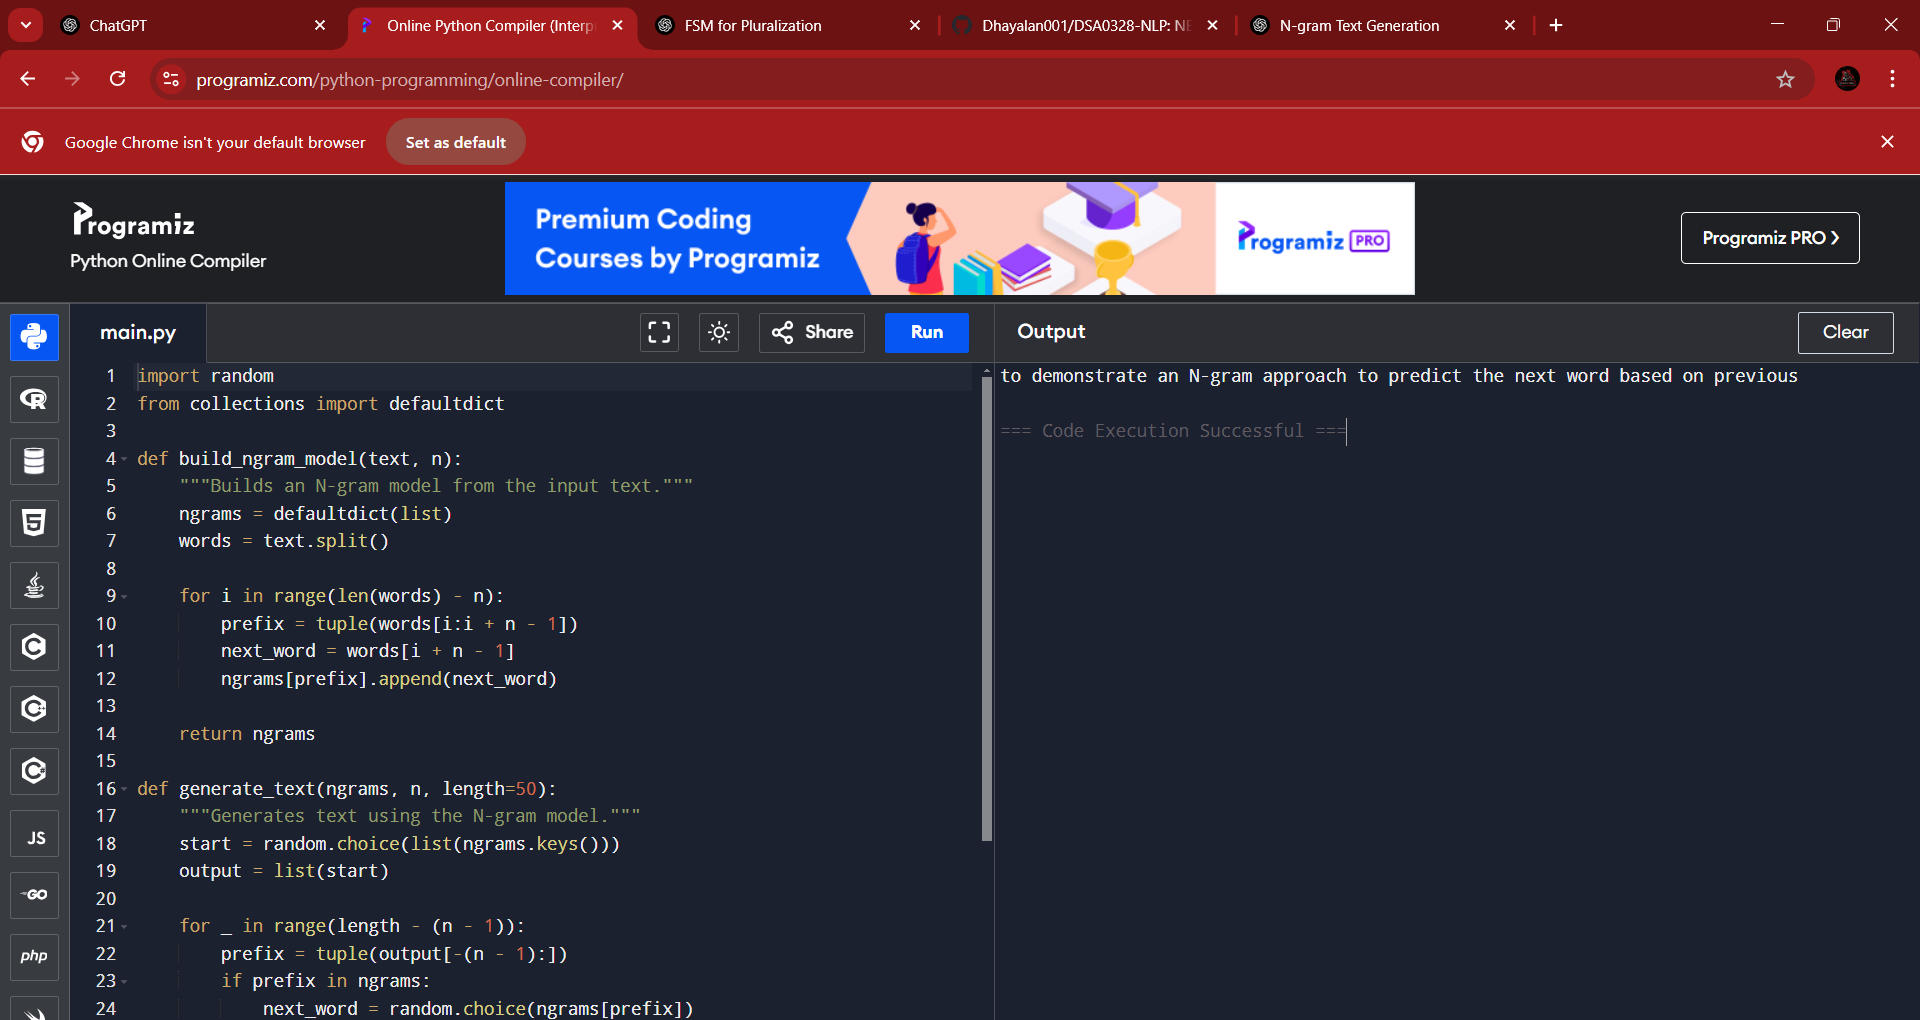 ChatGPT
Online Python Compiler (Interp
FSM for Pluralization
Dhayalan001/DSA0328-NLP: NE
N-gram Text Generation
programiz.com/python-programming/online-compiler/
Google Chrome isn't your default browser
Set as default
Programiz
Python Online Compiler
Premium Coding
Courses by Programiz
Programiz PRO
Programiz PRO
main.py
Share
Run
Output
Clear
1 import random
2 from collections import defaultdict
3
4 def build_ngram_model(text, n):
5 """Builds an N-gram model from the input text."""
6 ngrams = defaultdict(list)
7 words = text.split()
8
9 for i in range(len(words) - n):
10 prefix = tuple(words[i:i + n - 1])
11 next_word = words[i + n - 1]
12 ngrams[prefix].append(next_word)
13
14 return ngrams
15
16 def generate_text(ngrams, n, length=50):
17 """Generates text using the N-gram model."""
18 start = random.choice(list(ngrams.keys()))
19 output = list(start)
20
21 for _ in range(length - (n - 1)):
22 prefix = tuple(output[-(n - 1):])
23 if prefix in ngrams:
24 next_word = random.choice(ngrams[prefix])
to demonstrate an N-gram approach to predict the next word based on previous
=== Code Execution Successful ===
R
5
C
C
C
JS
GO
php